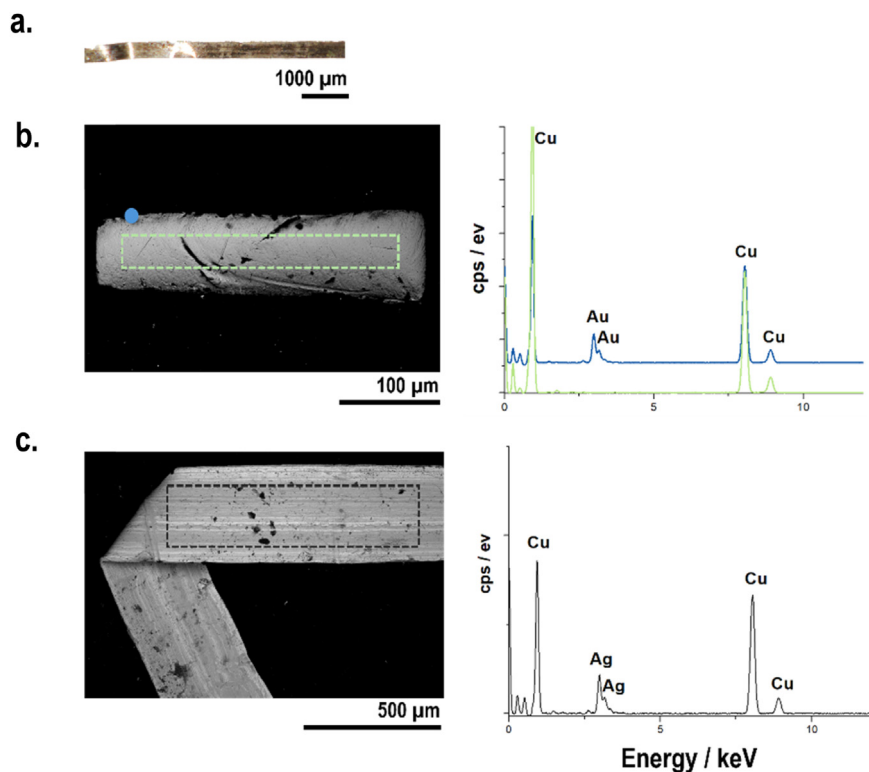 a.
1000 µm
b.
100 µm
cps / ev
Cu
Au
Au
Cu
Cu
0
5
10
c.
500 µm
cps / ev
Cu
Ag
Ag
Cu
Cu
0
5
10
Energy / keV